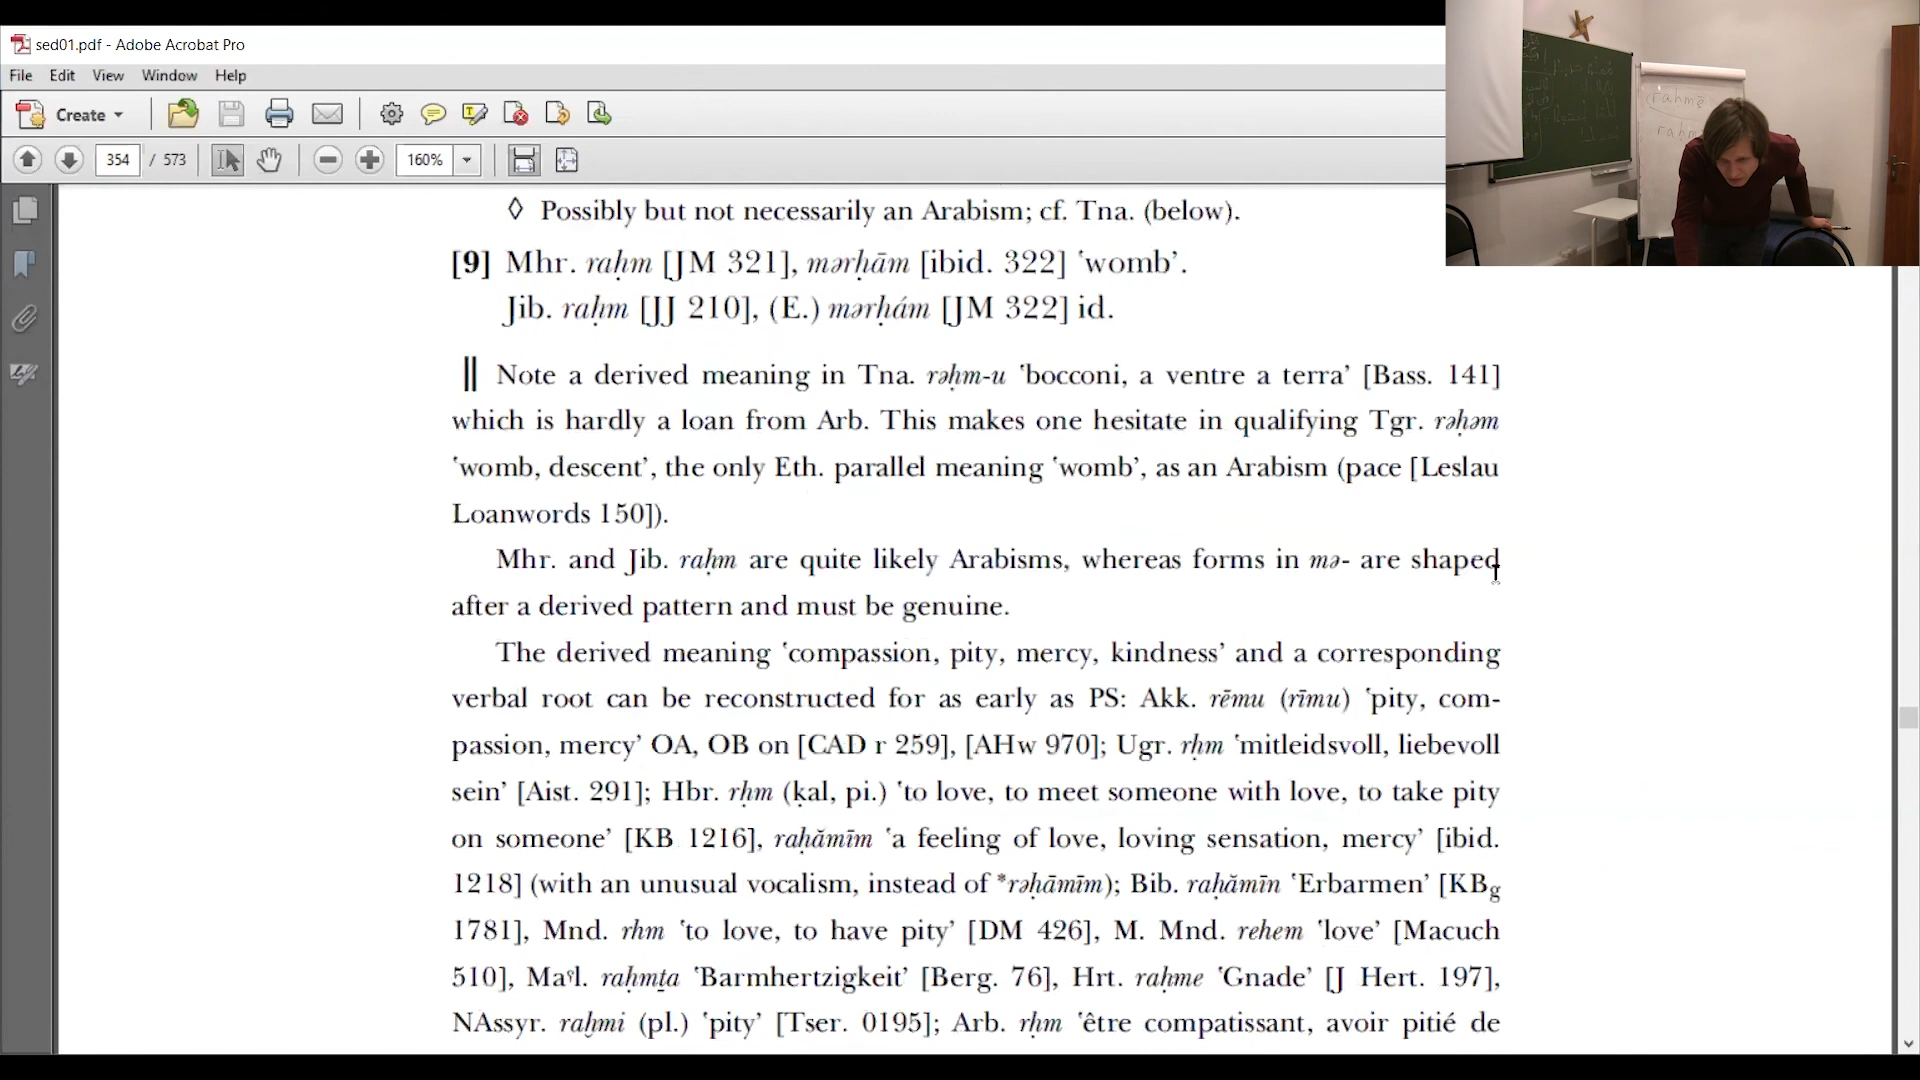 sed01.pdf - Adobe Acrobat Pro
File Edit View Window Help
Create
354 / 573 160%
◊ Possibly but not necessarily an Arabism; cf. Tna. (below).
[9] Mhr. raḥm [JM 321], mərḥām [ibid. 322] ‘womb’.
Jib. raḥm [JJ 210], (E.) mərḥám [JM 322] id.
‖ Note a derived meaning in Tna. rəḥm-u ‘bocconi, a ventre a terra’ [Bass. 141]
which is hardly a loan from Arb. This makes one hesitate in qualifying Tgr. rəḥəm
‘womb, descent’, the only Eth. parallel meaning ‘womb’, as an Arabism (pace [Leslau
Loanwords 150]).
Mhr. and Jib. raḥm are quite likely Arabisms, whereas forms in mə- are shaped
after a derived pattern and must be genuine.
The derived meaning ‘compassion, pity, mercy, kindness’ and a corresponding
verbal root can be reconstructed for as early as PS: Akk. rēmu (rīmu) ‘pity, com-
passion, mercy’ OA, OB on [CAD r 259], [AHw 970]; Ugr. rḥm ‘mitleidsvoll, liebevoll
sein’ [Aist. 291]; Hbr. rḥm (ḳal, pi.) ‘to love, to meet someone with love, to take pity
on someone’ [KB 1216], raḥămīm ‘a feeling of love, loving sensation, mercy’ [ibid.
1218] (with an unusual vocalism, instead of *rəḥāmīm); Bib. raḥămīn ‘Erbarmen’ [KBg
1781], Mnd. rhm ‘to love, to have pity’ [DM 426], M. Mnd. rehem ‘love’ [Macuch
510], Maʕl. raḥmṯa ‘Barmhertzigkeit’ [Berg. 76], Hrt. raḥme ‘Gnade’ [J Hert. 197],
NAssyr. raḫmi (pl.) ‘pity’ [Tser. 0195]; Arb. rḥm ‘être compatissant, avoir pitié de